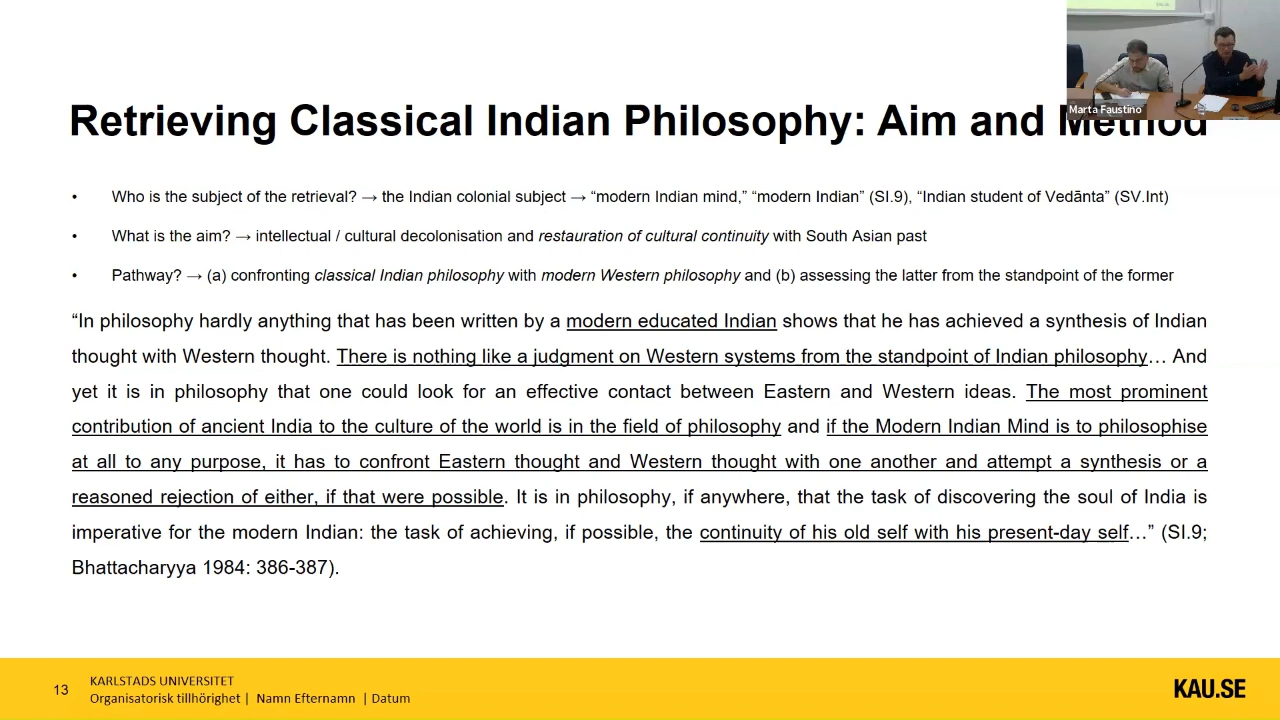 Marta Faustino
Retrieving Classical Indian Philosophy: Aim and Method
• Who is the subject of the retrieval? → the Indian colonial subject → “modern Indian mind,” “modern Indian” (SI.9), “Indian student of Vedānta” (SV.Int)
• What is the aim? → intellectual / cultural decolonisation and restauration of cultural continuity with South Asian past
• Pathway? → (a) confronting classical Indian philosophy with modern Western philosophy and (b) assessing the latter from the standpoint of the former
“In philosophy hardly anything that has been written by a modern educated Indian shows that he has achieved a synthesis of Indian
thought with Western thought. There is nothing like a judgment on Western systems from the standpoint of Indian philosophy… And
yet it is in philosophy that one could look for an effective contact between Eastern and Western ideas. The most prominent
contribution of ancient India to the culture of the world is in the field of philosophy and if the Modern Indian Mind is to philosophise
at all to any purpose, it has to confront Eastern thought and Western thought with one another and attempt a synthesis or a
reasoned rejection of either, if that were possible. It is in philosophy, if anywhere, that the task of discovering the soul of India is
imperative for the modern Indian: the task of achieving, if possible, the continuity of his old self with his present-day self…” (SI.9;
Bhattacharyya 1984: 386-387).
13
KARLSTADS UNIVERSITET
Organisatorisk tillhörighet | Namn Efternamn | Datum
KAU.SE